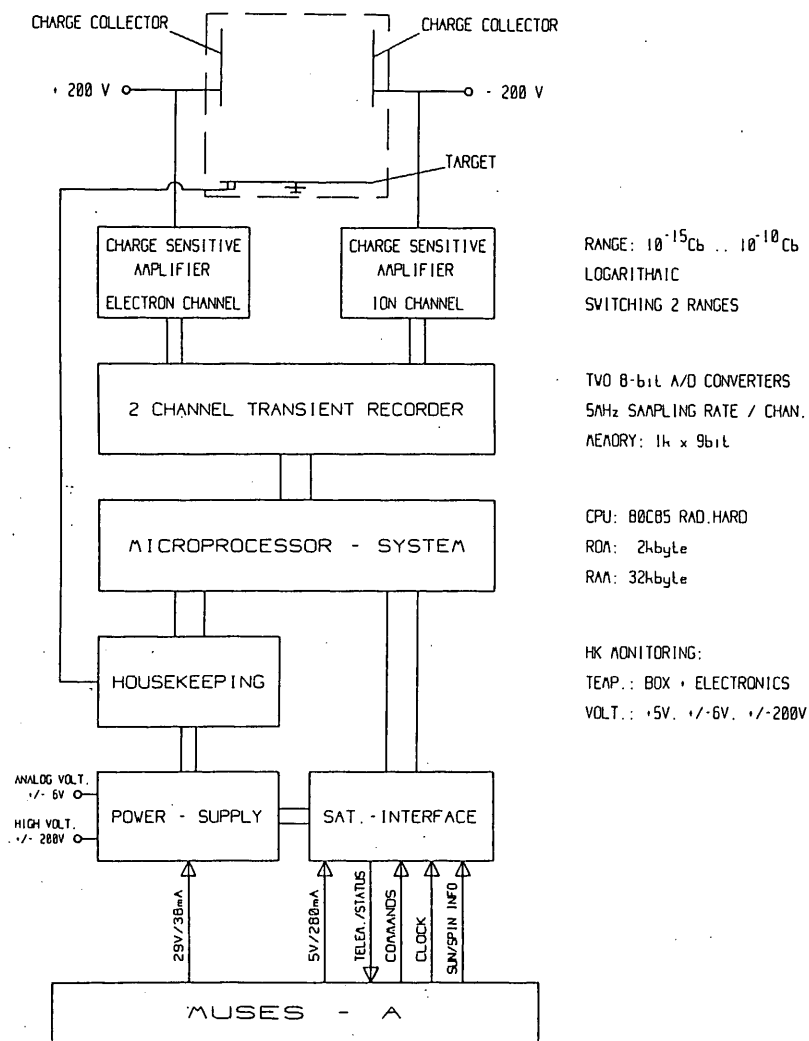 CHARGE COLLECTOR
CHARGE COLLECTOR
+ 200 V
- 200 V
TARGET
CHARGE SENSITIVE
AMPLIFIER
ELECTRON CHANNEL
CHARGE SENSITIVE
AMPLIFIER
ION CHANNEL
RANGE: 10⁻¹⁵Cb .. 10⁻¹⁰Cb
LOGARITHMIC
SWITCHING 2 RANGES
2 CHANNEL TRANSIENT RECORDER
TWO 8-bit A/D CONVERTERS
5MHz SAMPLING RATE / CHAN.
MEMORY: 1k x 9bit
MICROPROCESSOR - SYSTEM
CPU: 80C85 RAD.HARD
ROM: 2kbyte
RAM: 32kbyte
HOUSEKEEPING
HK MONITORING:
TEMP.: BOX + ELECTRONICS
VOLT.: +5V, +/-6V, +/-200V
ANALOG VOLT.
+/- 6V
HIGH VOLT.
+/- 200V
POWER - SUPPLY
SAT. - INTERFACE
29V/38mA
5V/280mA
TELEM./STATUS
COMMANDS
CLOCK
SUN/SPIN INFO
MUSES - A